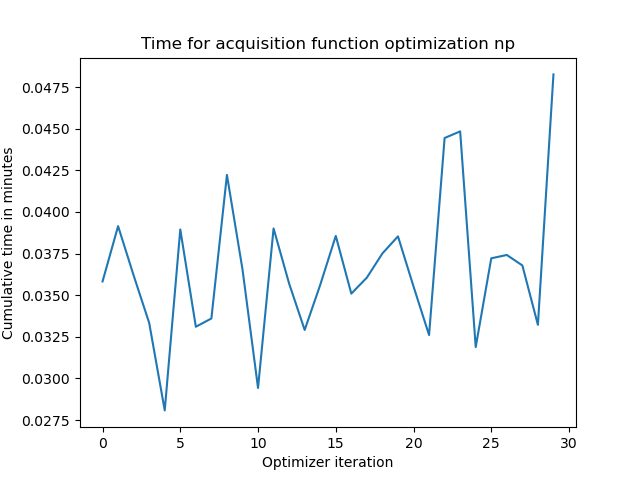 Time for acquisition function optimization np
Cumulative time in minutes
0.0475
0.0450
0.0425
0.0400
0.0375
0.0350
0.0325
0.0300
0.0275
0 5 10 15 20 25 30
Optimizer iteration